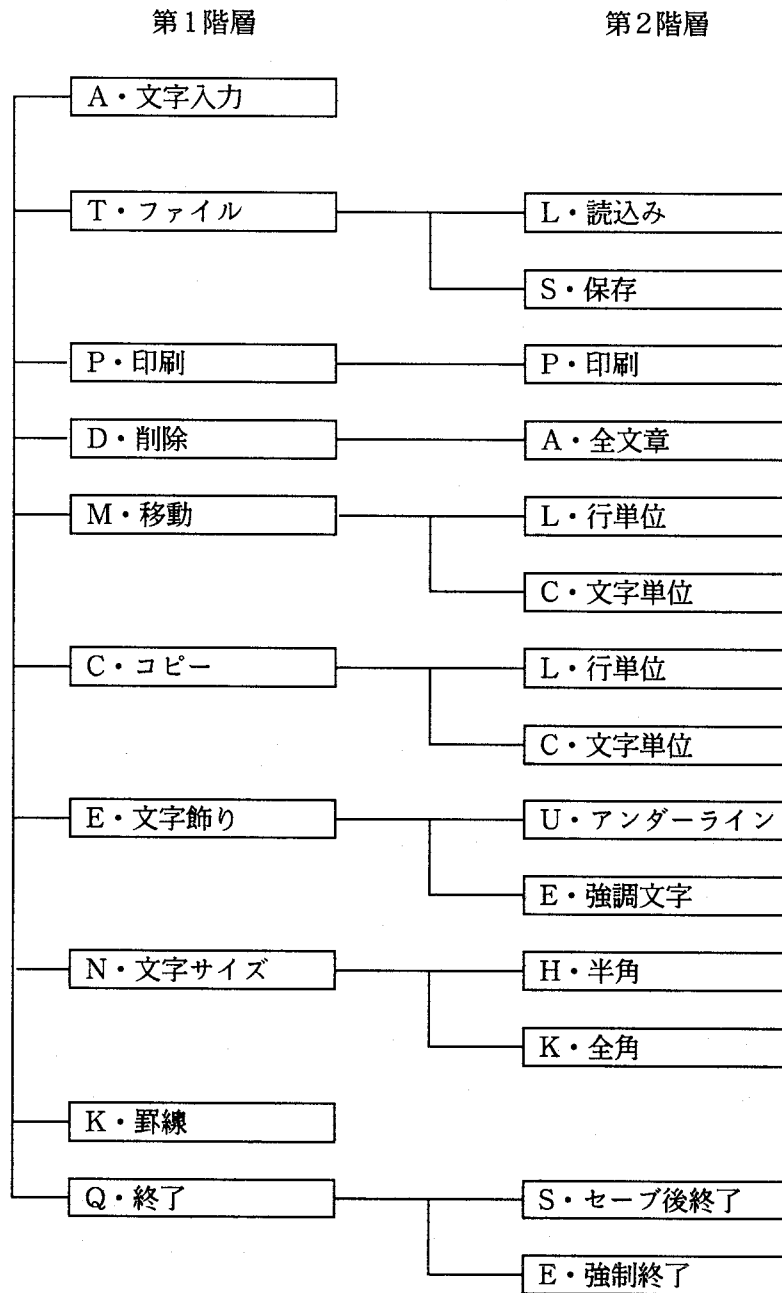 第1階層 第2階層
A・文字入力
T・ファイル L・読込み
S・保存
P・印刷 P・印刷
D・削除 A・全文章
M・移動 L・行単位
C・文字単位
C・コピー L・行単位
C・文字単位
E・文字飾り U・アンダーライン
E・強調文字
N・文字サイズ H・半角
K・全角
K・罫線
Q・終了 S・セーブ後終了
E・強制終了